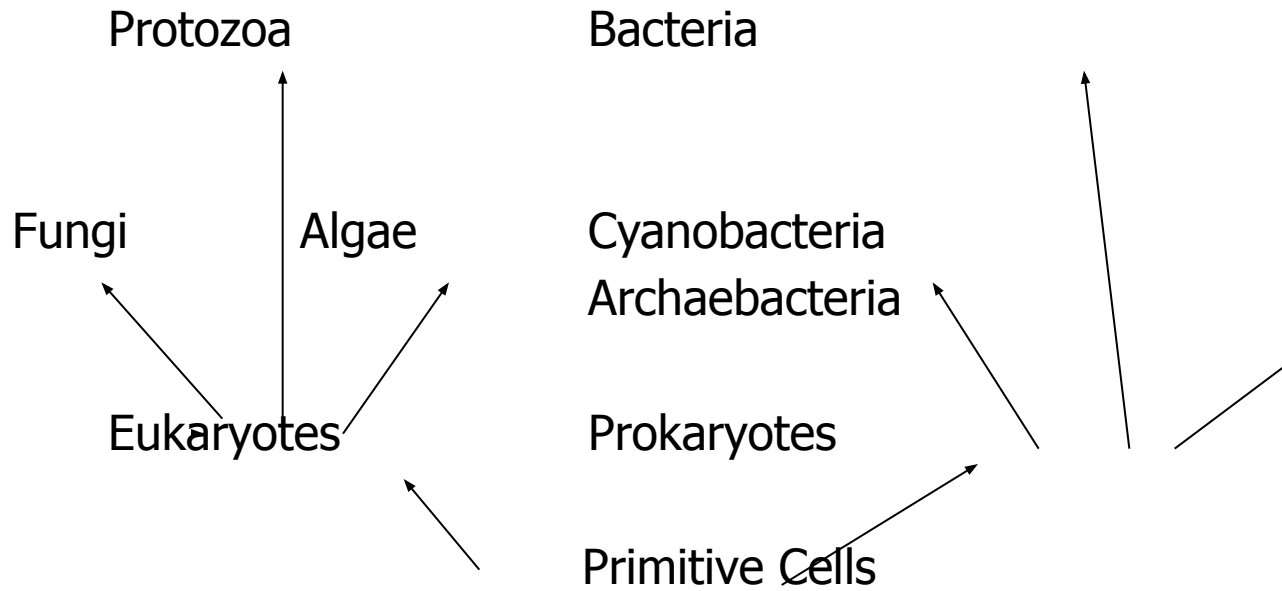 Protozoa Bacteria
Fungi Algae Cyanobacteria
Archaebacteria
Eukaryotes Prokaryotes
Primitive Cells